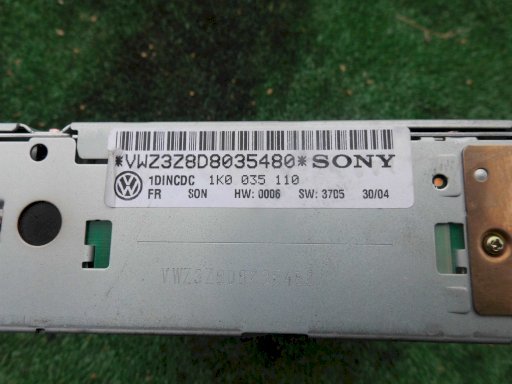 *VWZ3Z8D8035480* SONY
1DINCDC 1K0 035 110
FR SON HW: 0006 SW: 3705 30/04